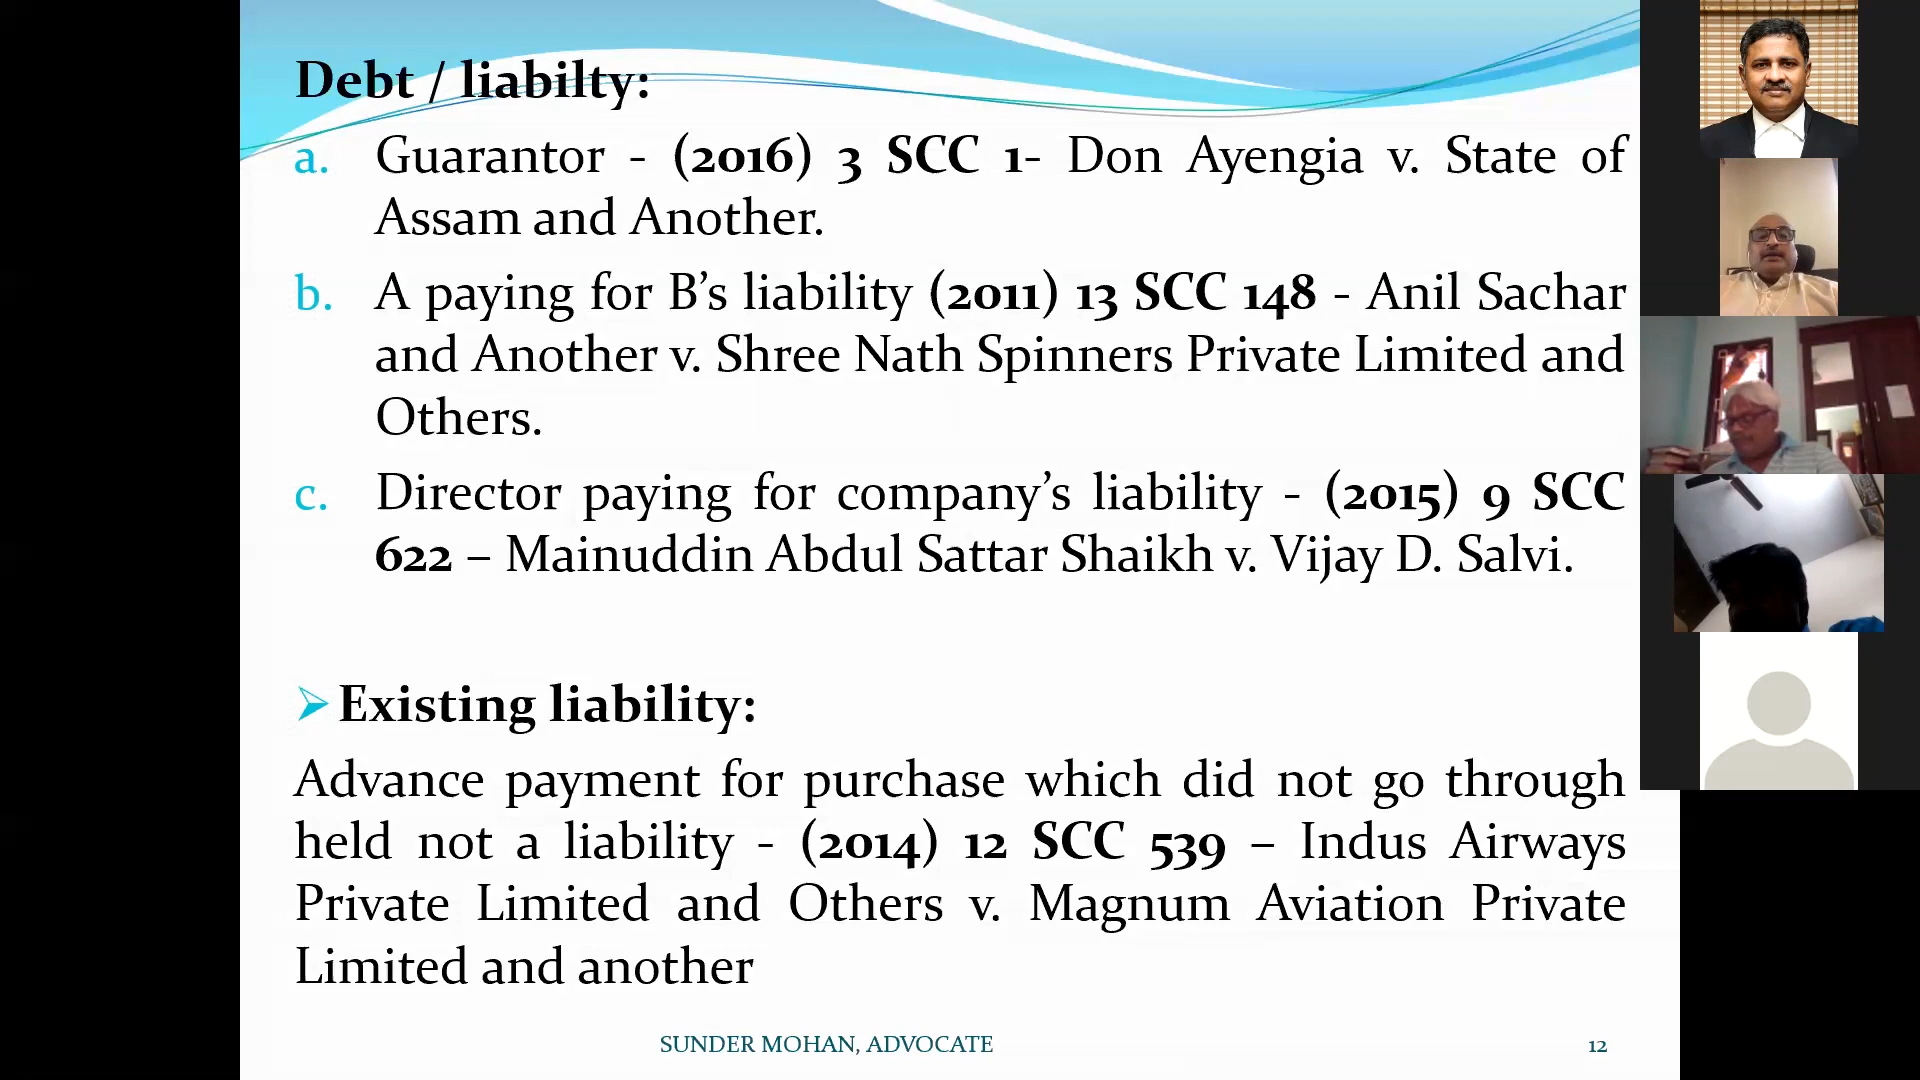 Debt / liabilty:
a. Guarantor - (2016) 3 SCC 1- Don Ayengia v. State of
Assam and Another.
b. A paying for B’s liability (2011) 13 SCC 148 - Anil Sachar
and Another v. Shree Nath Spinners Private Limited and
Others.
c. Director paying for company’s liability - (2015) 9 SCC
622 – Mainuddin Abdul Sattar Shaikh v. Vijay D. Salvi.
Existing liability:
Advance payment for purchase which did not go through
held not a liability - (2014) 12 SCC 539 – Indus Airways
Private Limited and Others v. Magnum Aviation Private
Limited and another
SUNDER MOHAN, ADVOCATE
12